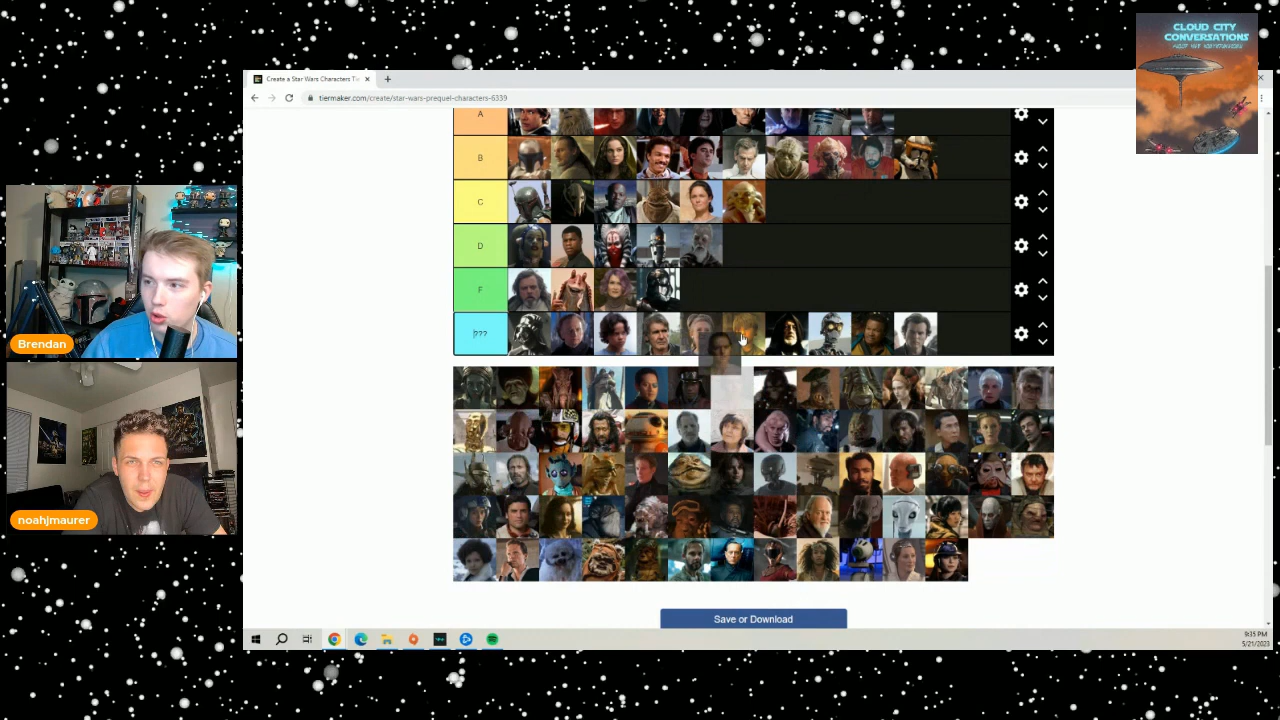 CLOUD CITY
CONVERSATIONS
Create a Star Wars Characters Tie
tiermaker.com/create/star-wars-prequel-characters-6339
A
B
C
D
F
???
Brendan
noahjmaurer
Save or Download
9:35 PM
5/21/2023